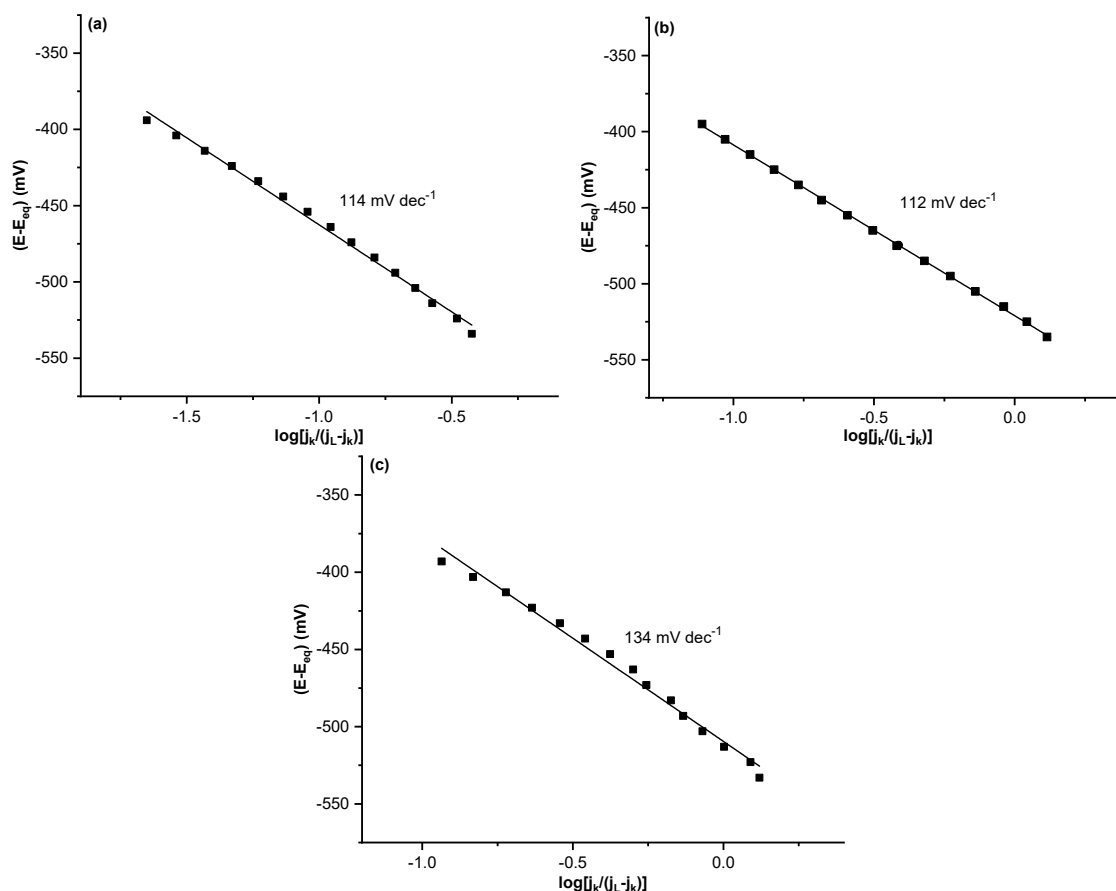 (a)
-350
-400
-450
-500
-550
(E-E_eq) (mV)
114 mV dec⁻¹
-1.5
-1.0
-0.5
log[j_k/(j_L-j_k)]
(b)
-350
-400
-450
-500
-550
(E-E_eq) (mV)
112 mV dec⁻¹
-1.0
-0.5
0.0
log[j_k/(j_L-j_k)]
(c)
-350
-400
-450
-500
-550
(E-E_eq) (mV)
134 mV dec⁻¹
-1.0
-0.5
0.0
log[j_k/(j_L-j_k)]